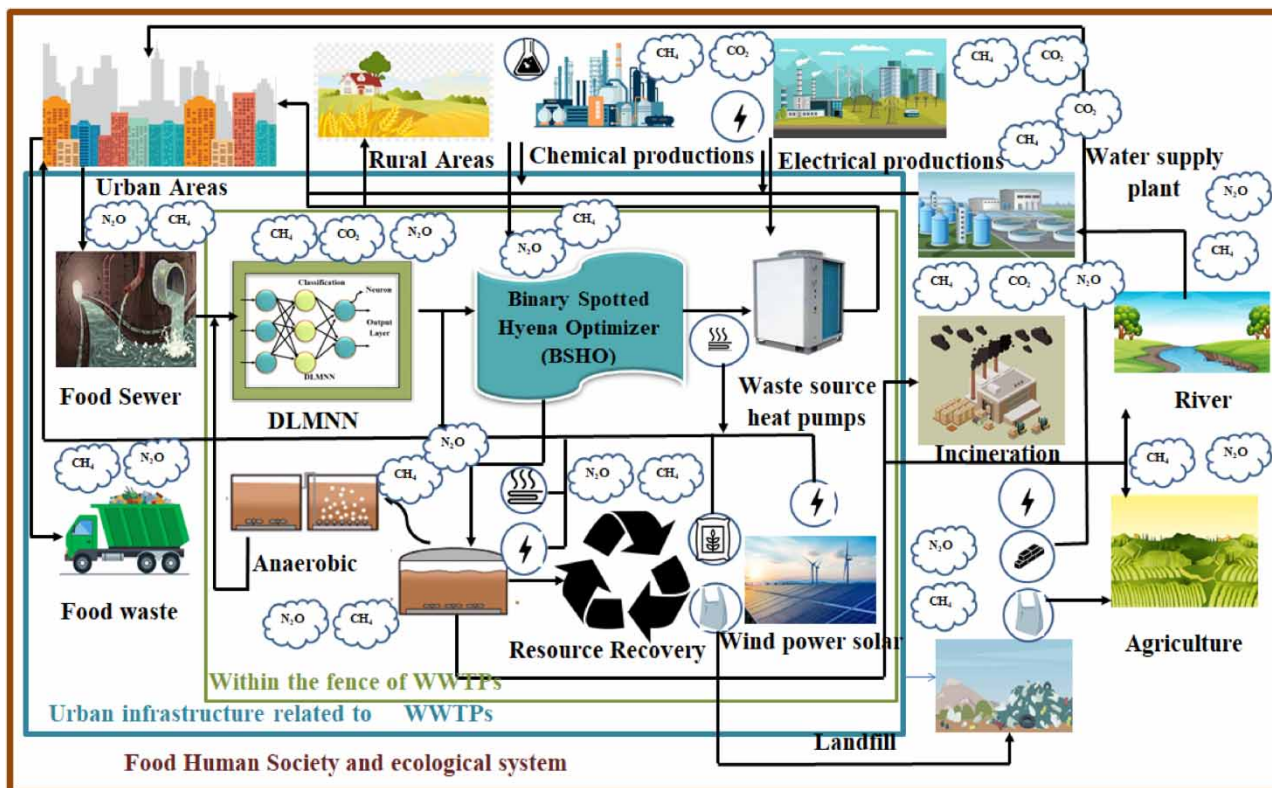 CH₄
CO₂
CH₄
CO₂
CO₂
CH₄
Rural Areas
Chemical productions
Electrical productions
Water supply
plant
Urban Areas
N₂O
CH₄
N₂O
CH₄
CH₄
CO₂
N₂O
CH₄
N₂O
CH₄
CO₂
N₂O
Classification
Neuron
Output
Layer
DLMNN
Binary Spotted
Hyena Optimizer
(BSHO)
Food Sewer
DLMNN
Waste source
heat pumps
River
Incineration
CH₄
N₂O
N₂O
CH₄
N₂O
CH₄
CH₄
N₂O
Anaerobic
N₂O
CH₄
Food waste
N₂O
CH₄
Resource Recovery
Wind power solar
Agriculture
Within the fence of WWTPs
Urban infrastructure related to WWTPs
Landfill
Food Human Society and ecological system